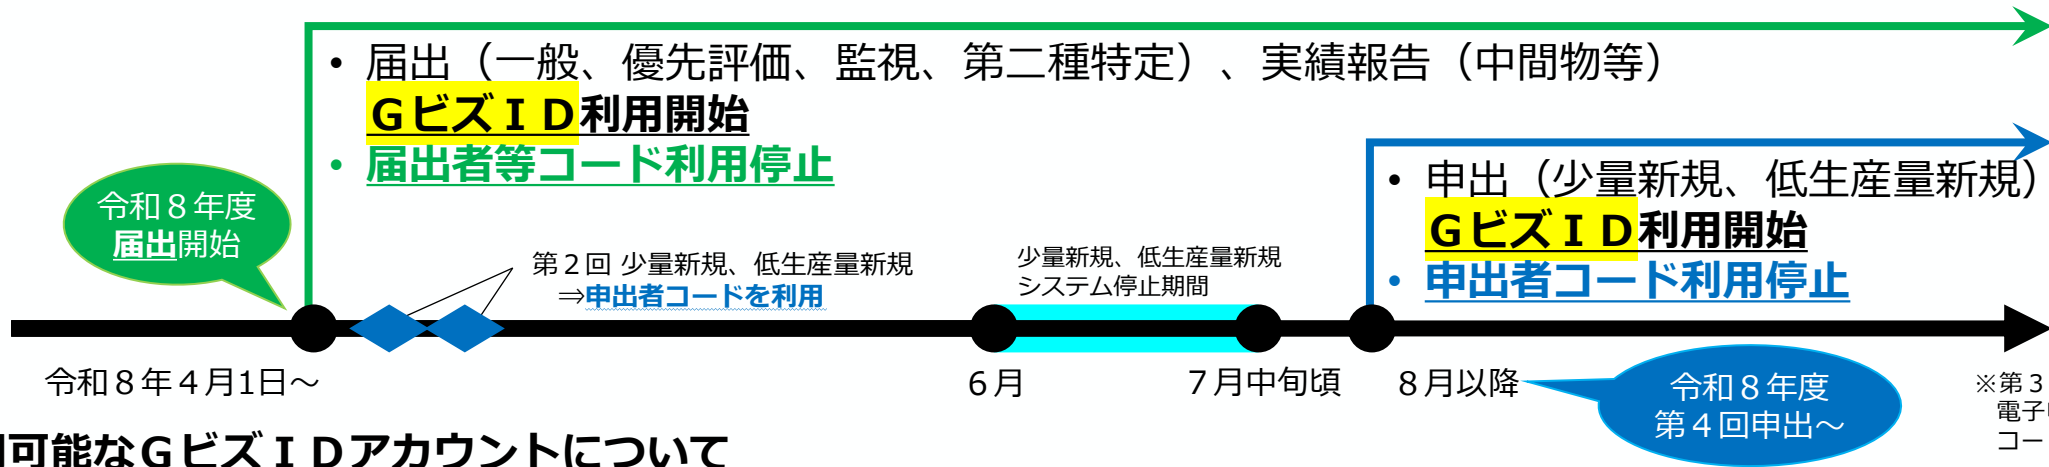 • 届出（一般、優先評価、監視、第二種特定）、実績報告（中間物等）
ＧビズＩＤ利用開始
• 届出者等コード利用停止
令和８年度
届出開始
第２回 少量新規、低生産量新規
⇒申出者コードを利用
少量新規、低生産量新規
システム停止期間
• 申出（少量新規、低生産量新規）
ＧビズＩＤ利用開始
• 申出者コード利用停止
令和８年４月1日～
６月
７月中旬頃
８月以降
令和８年度
第４回申出～
※第３
電子
コー
可能なＧビズＩＤアカウントについて